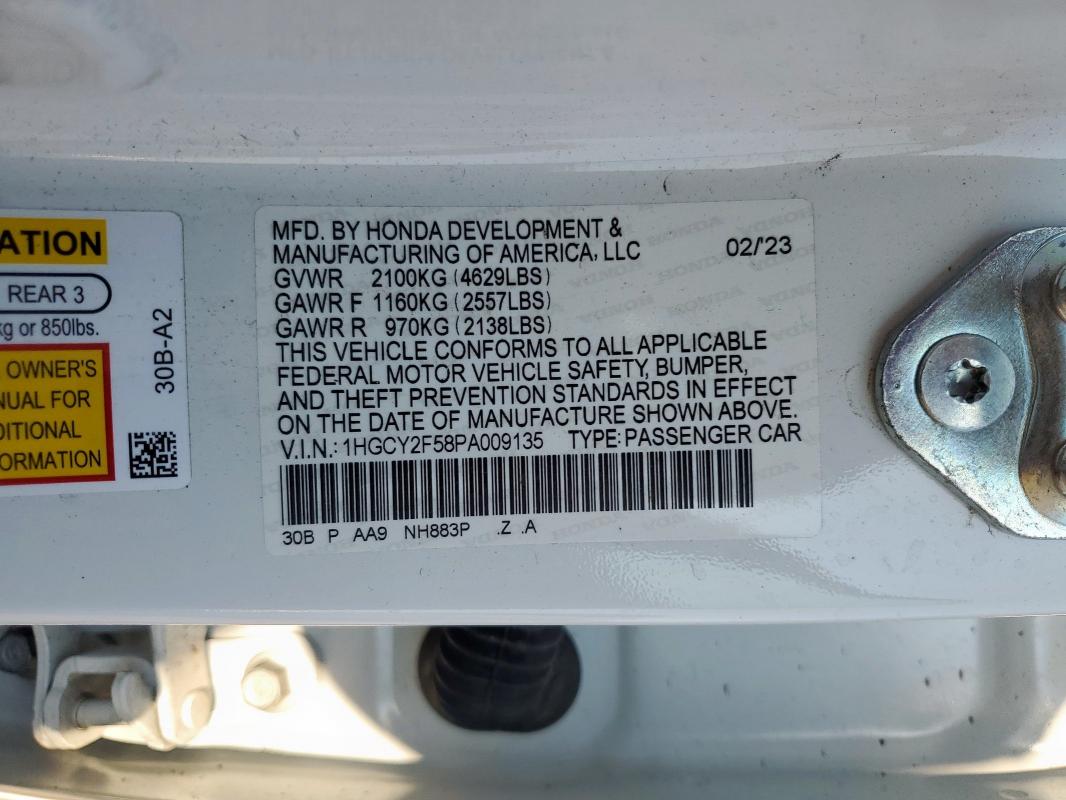 ATION
REAR 3
kg or 850lbs.
OWNER'S
NUAL FOR
DITIONAL
FORMATION
30B-A2
MFD. BY HONDA DEVELOPMENT &
MANUFACTURING OF AMERICA, LLC 02/'23
GVWR 2100KG (4629LBS)
GAWR F 1160KG (2557LBS)
GAWR R 970KG (2138LBS)
THIS VEHICLE CONFORMS TO ALL APPLICABLE
FEDERAL MOTOR VEHICLE SAFETY, BUMPER,
AND THEFT PREVENTION STANDARDS IN EFFECT
ON THE DATE OF MANUFACTURE SHOWN ABOVE.
V.I.N.: 1HGCY2F58PA009135 TYPE: PASSENGER CAR
30B P AA9 NH883P .Z .A